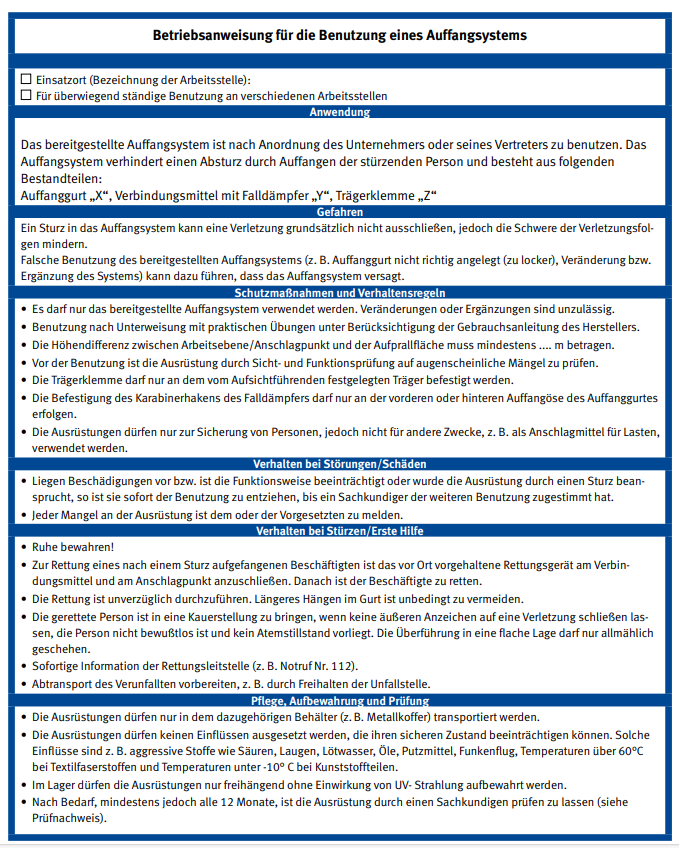 Betriebsanweisung für die Benutzung eines Auffangsystems
☐ Einsatzort (Bezeichnung der Arbeitsstelle):
☐ Für überwiegend ständige Benutzung an verschiedenen Arbeitsstellen
Anwendung
Das bereitgestellte Auffangsystem ist nach Anordnung des Unternehmers oder seines Vertreters zu benutzen. Das
Auffangsystem verhindert einen Absturz durch Auffangen der stürzenden Person und besteht aus folgenden
Bestandteilen:
Auffanggurt „X“, Verbindungsmittel mit Falldämpfer „Y“, Trägerklemme „Z“
Gefahren
Ein Sturz in das Auffangsystem kann eine Verletzung grundsätzlich nicht ausschließen, jedoch die Schwere der Verletzungsfol-
gen mindern.
Falsche Benutzung des bereitgestellten Auffangsystems (z. B. Auffanggurt nicht richtig angelegt (zu locker), Veränderung bzw.
Ergänzung des Systems) kann dazu führen, dass das Auffangsystem versagt.
Schutzmaßnahmen und Verhaltensregeln
• Es darf nur das bereitgestellte Auffangsystem verwendet werden. Veränderungen oder Ergänzungen sind unzulässig.
• Benutzung nach Unterweisung mit praktischen Übungen unter Berücksichtigung der Gebrauchsanleitung des Herstellers.
• Die Höhendifferenz zwischen Arbeitsebene/Anschlagpunkt und der Aufprallfläche muss mindestens .... m betragen.
• Vor der Benutzung ist die Ausrüstung durch Sicht- und Funktionsprüfung auf augenscheinliche Mängel zu prüfen.
• Die Trägerklemme darf nur an dem vom Aufsichtführenden festgelegten Träger befestigt werden.
• Die Befestigung des Karabinerhakens des Falldämpfers darf nur an der vorderen oder hinteren Auffangöse des Auffanggurtes
erfolgen.
• Die Ausrüstungen dürfen nur zur Sicherung von Personen, jedoch nicht für andere Zwecke, z. B. als Anschlagmittel für Lasten,
verwendet werden.
Verhalten bei Störungen/Schäden
• Liegen Beschädigungen vor bzw. ist die Funktionsweise beeinträchtigt oder wurde die Ausrüstung durch einen Sturz bean-
sprucht, so ist sie sofort der Benutzung zu entziehen, bis ein Sachkundiger der weiteren Benutzung zugestimmt hat.
• Jeder Mangel an der Ausrüstung ist dem oder der Vorgesetzten zu melden.
Verhalten bei Stürzen/Erste Hilfe
• Ruhe bewahren!
• Zur Rettung eines nach einem Sturz aufgefangenen Beschäftigten ist das vor Ort vorgehaltene Rettungsgerät am Verbin-
dungsmittel und am Anschlagpunkt anzuschließen. Danach ist der Beschäftigte zu retten.
• Die Rettung ist unverzüglich durchzuführen. Längeres Hängen im Gurt ist unbedingt zu vermeiden.
• Die gerettete Person ist in eine Kauerstellung zu bringen, wenn keine äußeren Anzeichen auf eine Verletzung schließen las-
sen, die Person nicht bewußtlos ist und kein Atemstillstand vorliegt. Die Überführung in eine flache Lage darf nur allmählich
geschehen.
• Sofortige Information der Rettungsleitstelle (z. B. Notruf Nr. 112).
• Abtransport des Verunfallten vorbereiten, z. B. durch Freihalten der Unfallstelle.
Pflege, Aufbewahrung und Prüfung
• Die Ausrüstungen dürfen nur in dem dazugehörigen Behälter (z. B. Metallkoffer) transportiert werden.
• Die Ausrüstungen dürfen keinen Einflüssen ausgesetzt werden, die ihren sicheren Zustand beeinträchtigen können. Solche
Einflüsse sind z. B. aggressive Stoffe wie Säuren, Laugen, Lötwasser, Öle, Putzmittel, Funkenflug, Temperaturen über 60°C
bei Textilfaserstoffen und Temperaturen unter -10° C bei Kunststoffteilen.
• Im Lager dürfen die Ausrüstungen nur freihängend ohne Einwirkung von UV- Strahlung aufbewahrt werden.
• Nach Bedarf, mindestens jedoch alle 12 Monate, ist die Ausrüstung durch einen Sachkundigen prüfen zu lassen (siehe
Prüfnachweis).